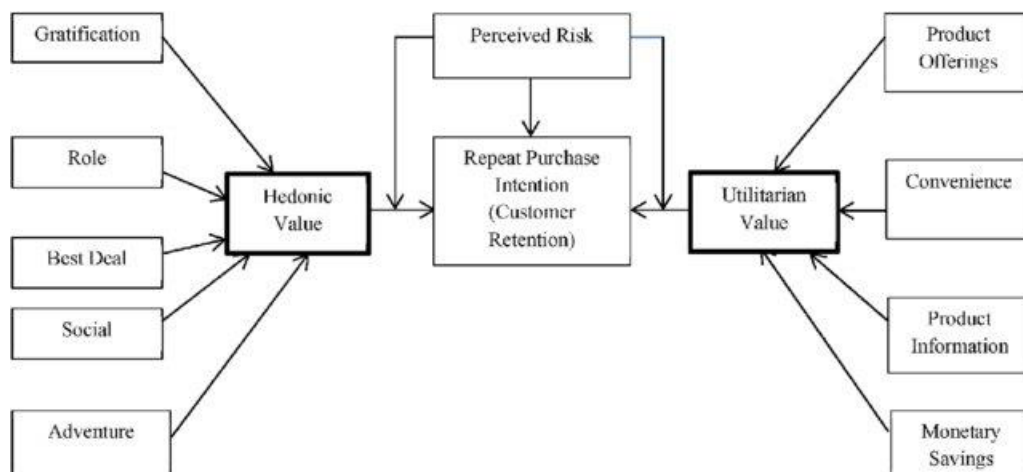 Gratification
Role
Best Deal
Social
Adventure
Hedonic
Value
Perceived Risk
Repeat Purchase
Intention
(Customer
Retention)
Utilitarian
Value
Product
Offerings
Convenience
Product
Information
Monetary
Savings